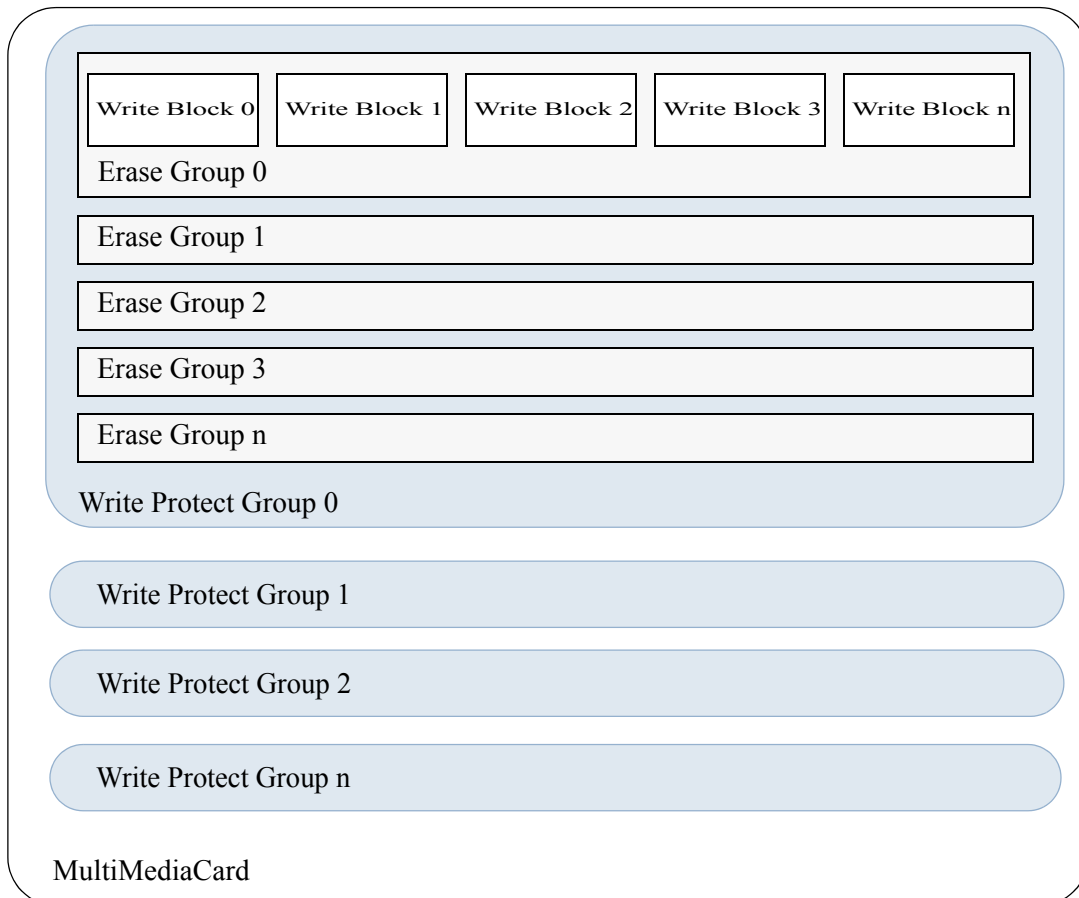 Write Block 0
Write Block 1
Write Block 2
Write Block 3
Write Block n
Erase Group 0
Erase Group 1
Erase Group 2
Erase Group 3
Erase Group n
Write Protect Group 0
Write Protect Group 1
Write Protect Group 2
Write Protect Group n
MultiMediaCard